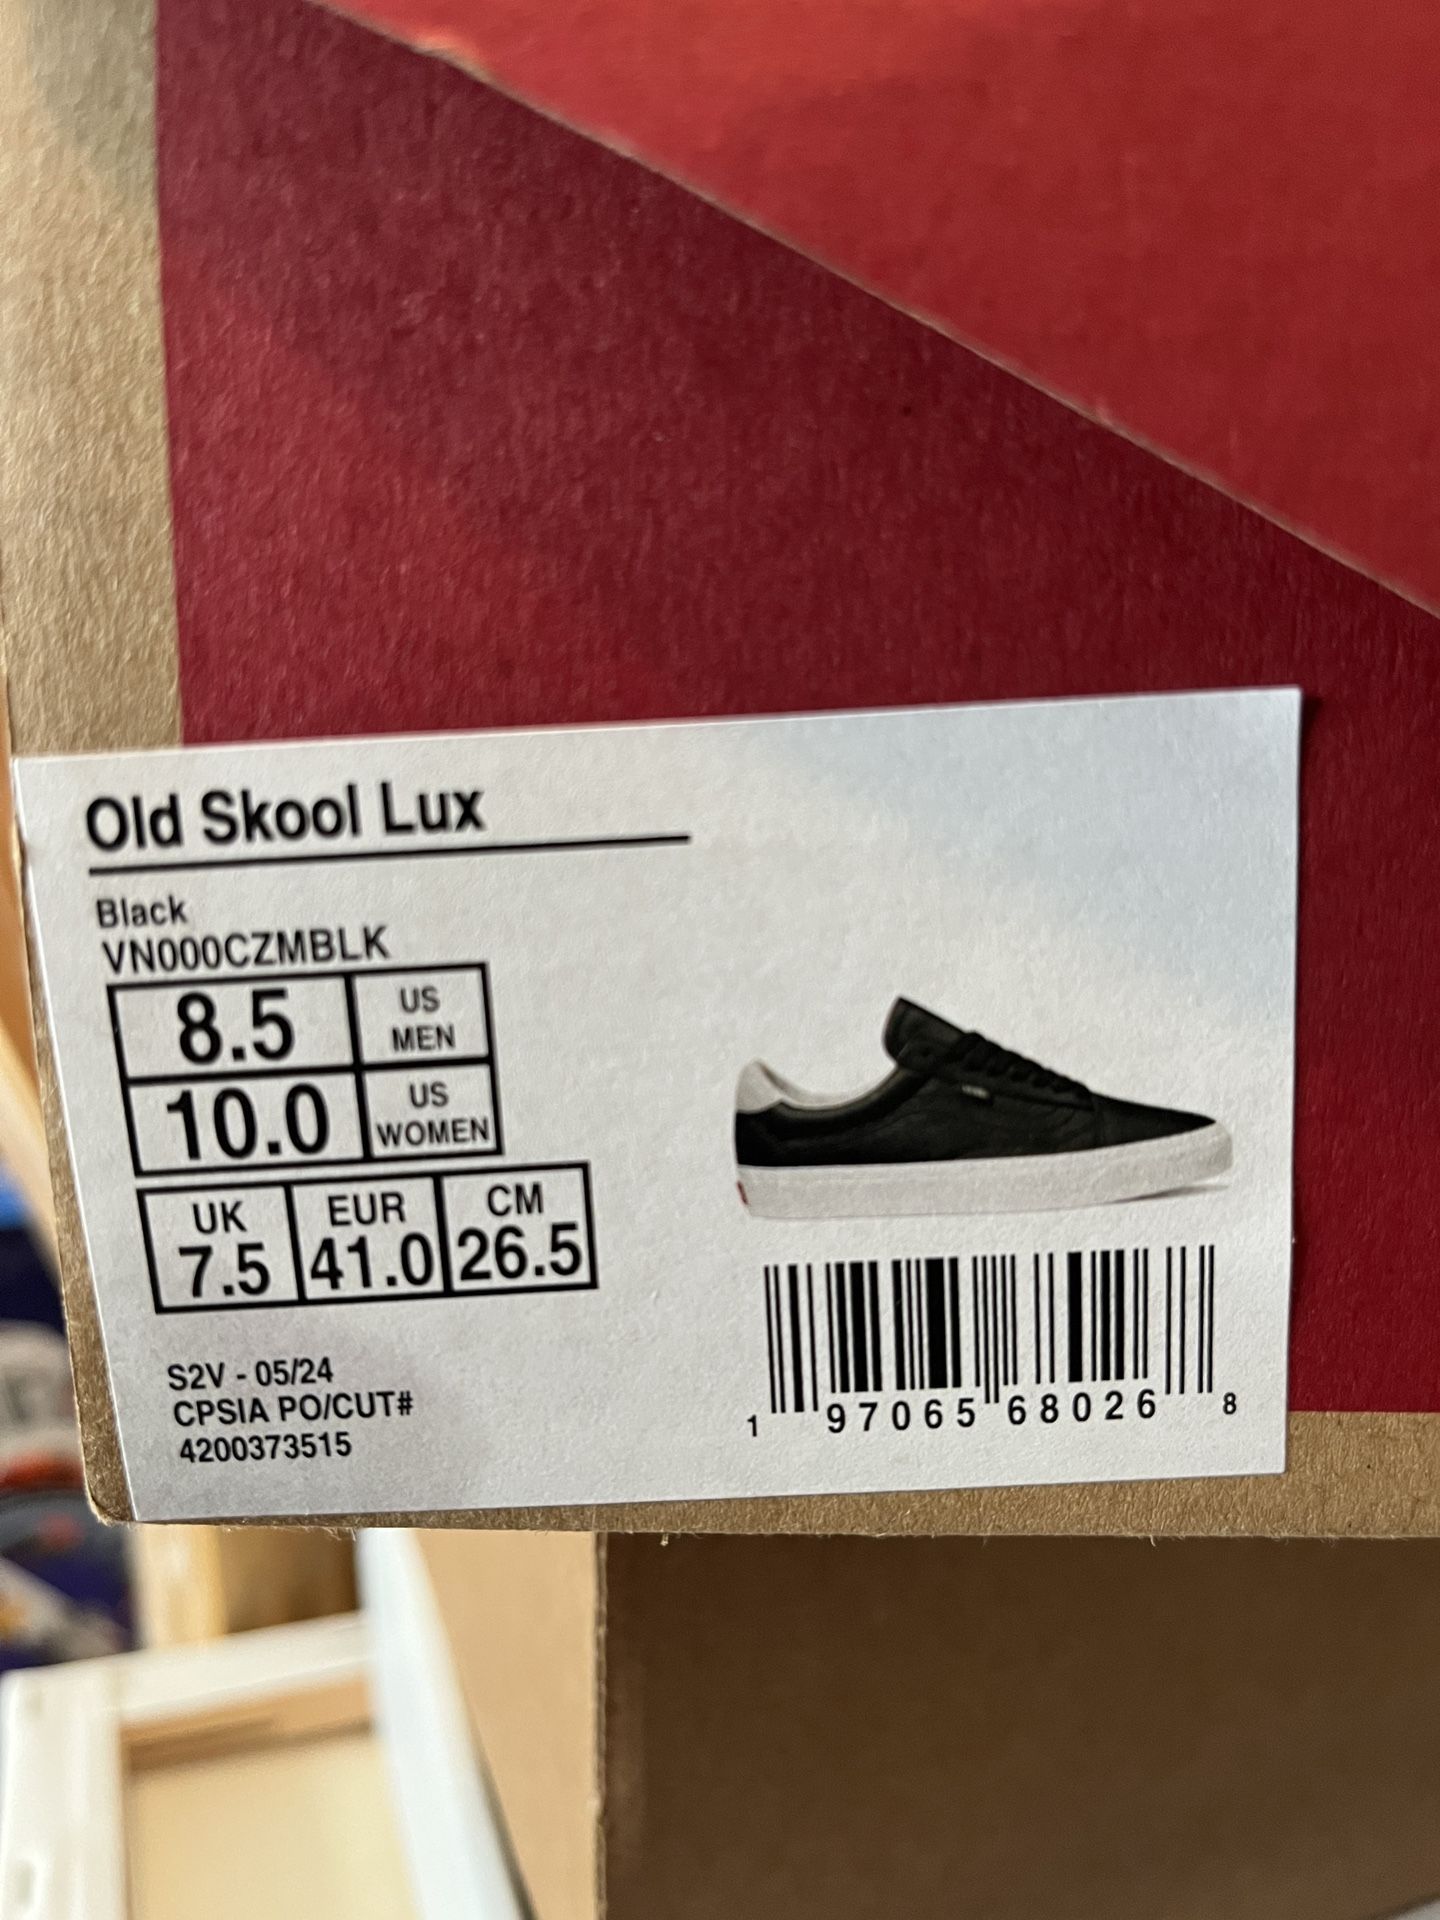 Old Skool Lux
Black
VN000CZMBLK
8.5 US MEN
10.0 US WOMEN
UK EUR CM
7.5 41.0 26.5
S2V - 05/24
CPSIA PO/CUT#
4200373515
1 97065 68026 8